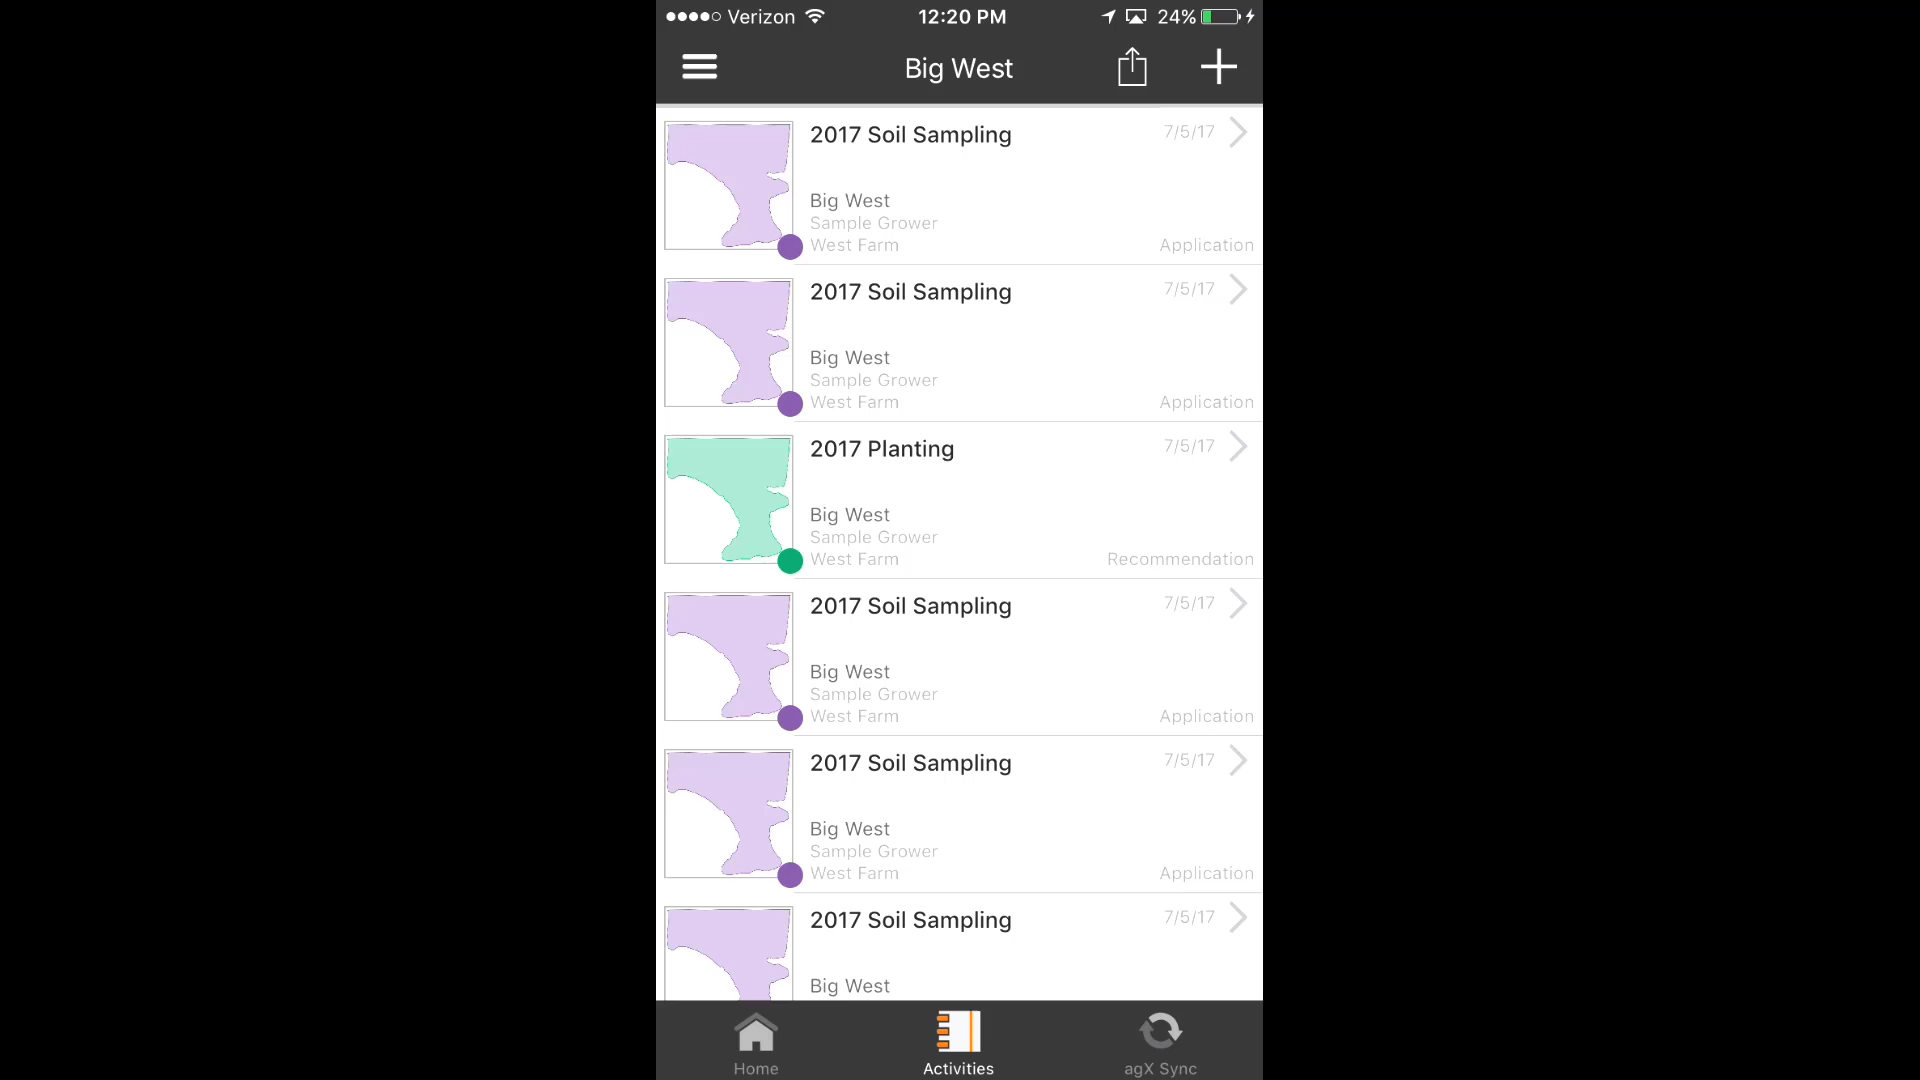 Verizon 12:20 PM 24%
Big West
2017 Soil Sampling 7/5/17
Big West
Sample Grower
West Farm Application
2017 Soil Sampling 7/5/17
Big West
Sample Grower
West Farm Application
2017 Planting 7/5/17
Big West
Sample Grower
West Farm Recommendation
2017 Soil Sampling 7/5/17
Big West
Sample Grower
West Farm Application
2017 Soil Sampling 7/5/17
Big West
Sample Grower
West Farm Application
2017 Soil Sampling 7/5/17
Big West
Home Activities agX Sync